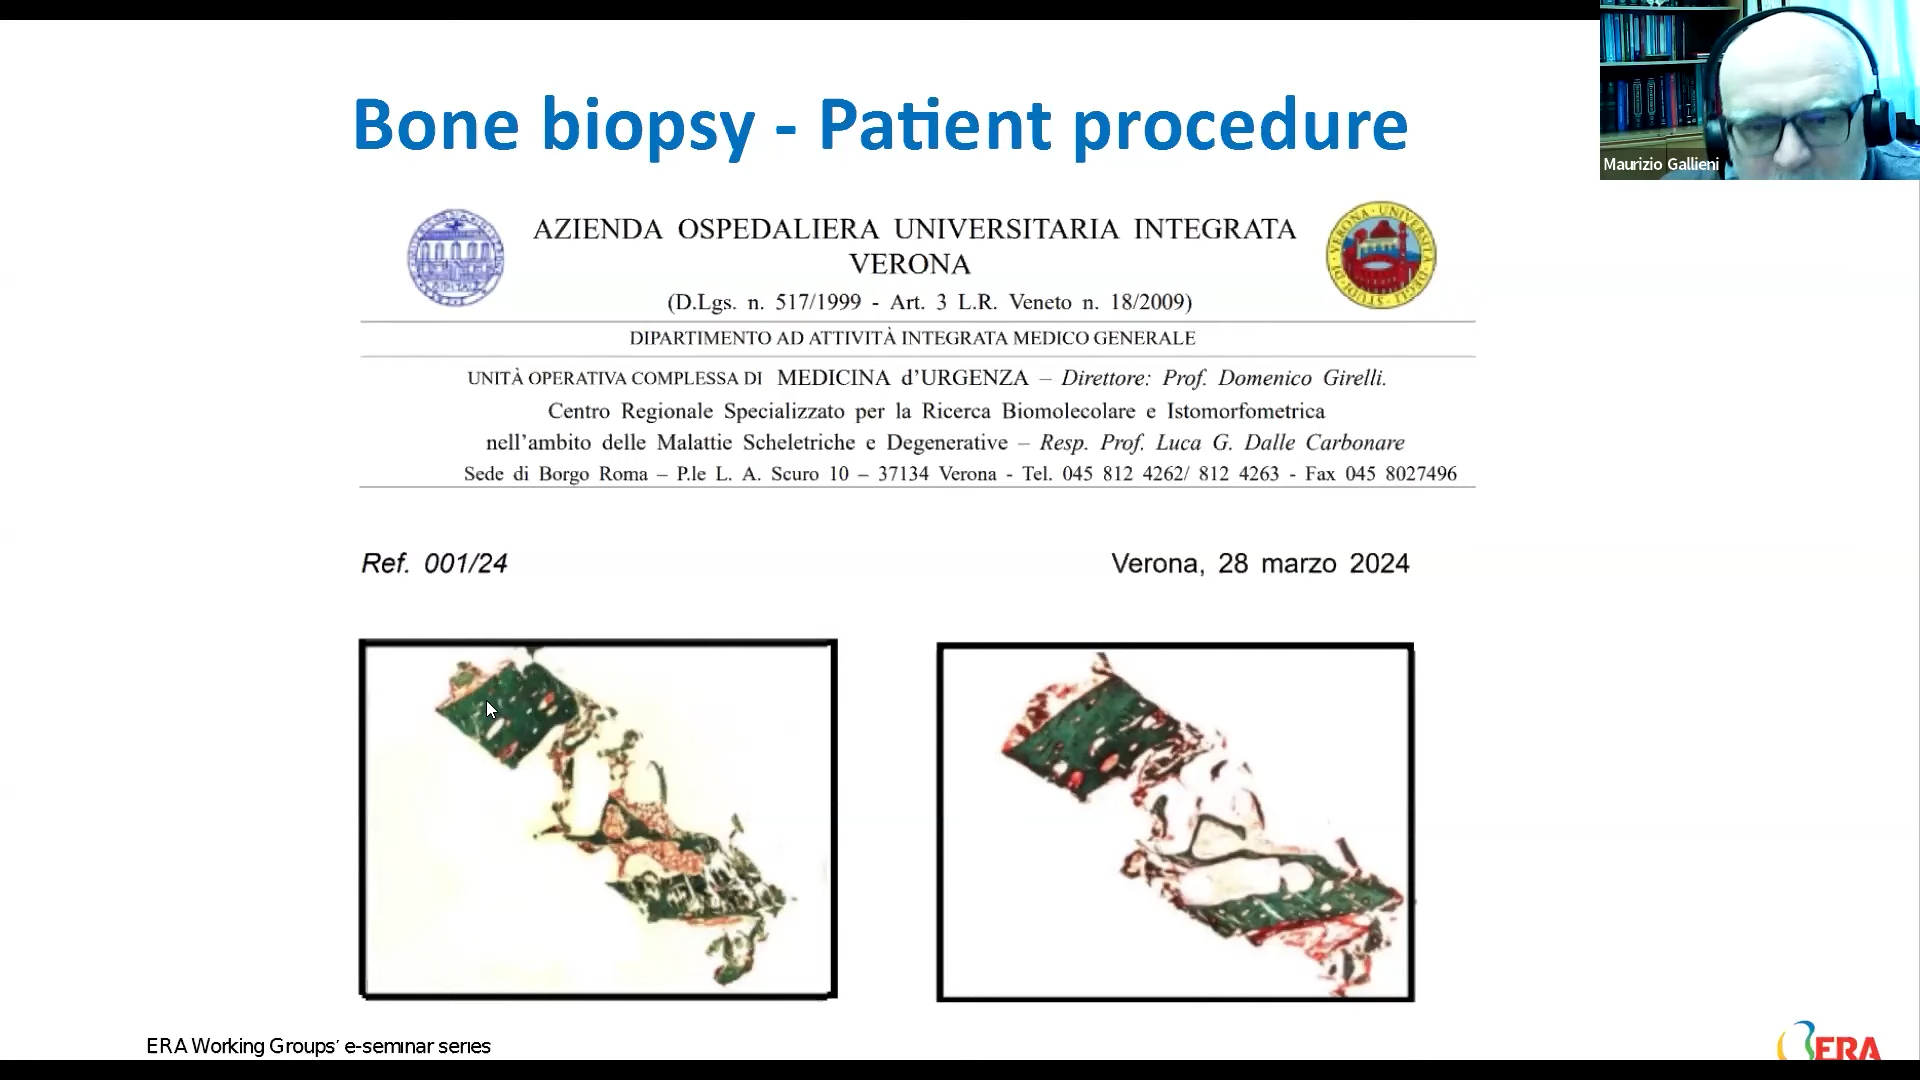 Bone biopsy - Patient procedure
Maurizio Gallieni
AZIENDA OSPEDALIERA UNIVERSITARIA INTEGRATA
VERONA
(D.Lgs. n. 517/1999 - Art. 3 L.R. Veneto n. 18/2009)
DIPARTIMENTO AD ATTIVITÀ INTEGRATA MEDICO GENERALE
UNITÀ OPERATIVA COMPLESSA DI MEDICINA d'URGENZA – Direttore: Prof. Domenico Girelli.
Centro Regionale Specializzato per la Ricerca Biomolecolare e Istomorfometrica
nell'ambito delle Malattie Scheletriche e Degenerative – Resp. Prof. Luca G. Dalle Carbonare
Sede di Borgo Roma – P.le L. A. Scuro 10 – 37134 Verona - Tel. 045 812 4262/ 812 4263 - Fax 045 8027496
Ref. 001/24
Verona, 28 marzo 2024
ERA Working Groups' e-seminar series
ERA